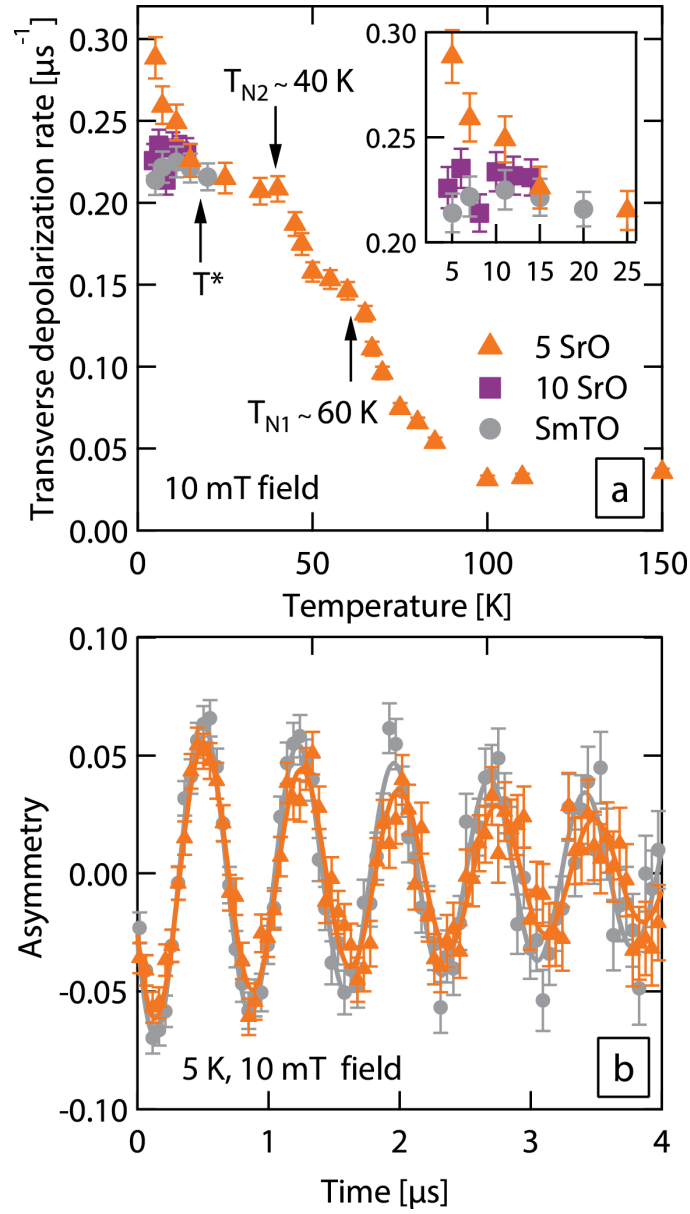 Transverse depolarization rate [µs⁻¹]
0.30
0.25
0.20
0.15
0.10
0.05
0.00
T_N2 ~ 40 K
T*
T_N1 ~ 60 K
0.30
0.25
0.20
5 10 15 20 25
5 SrO
10 SrO
SmTO
10 mT field
a
0 50 100 150
Temperature [K]
Asymmetry
0.10
0.05
0.00
-0.05
-0.10
5 K, 10 mT field
b
0 1 2 3 4
Time [µs]